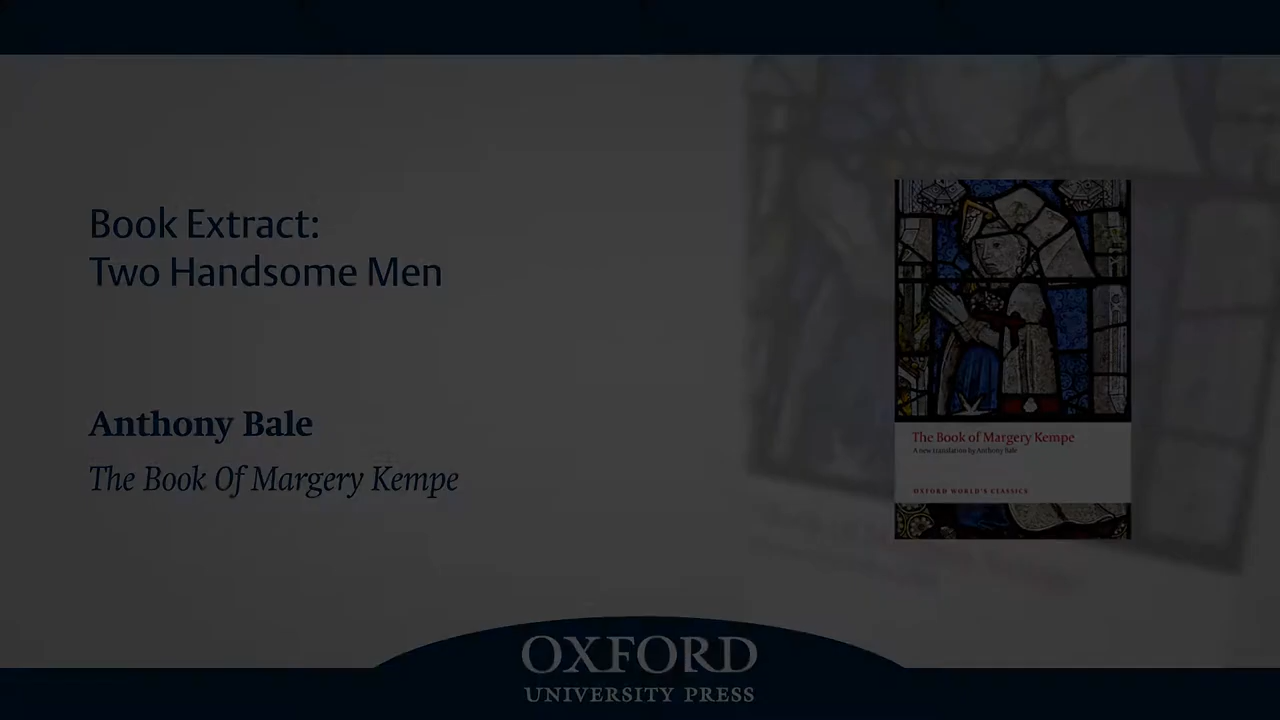 Book Extract:
Two Handsome Men
Anthony Bale
The Book Of Margery Kempe
The Book of Margery Kempe
A new translation by Anthony Bale
OXFORD WORLD'S CLASSICS
OXFORD
UNIVERSITY PRESS